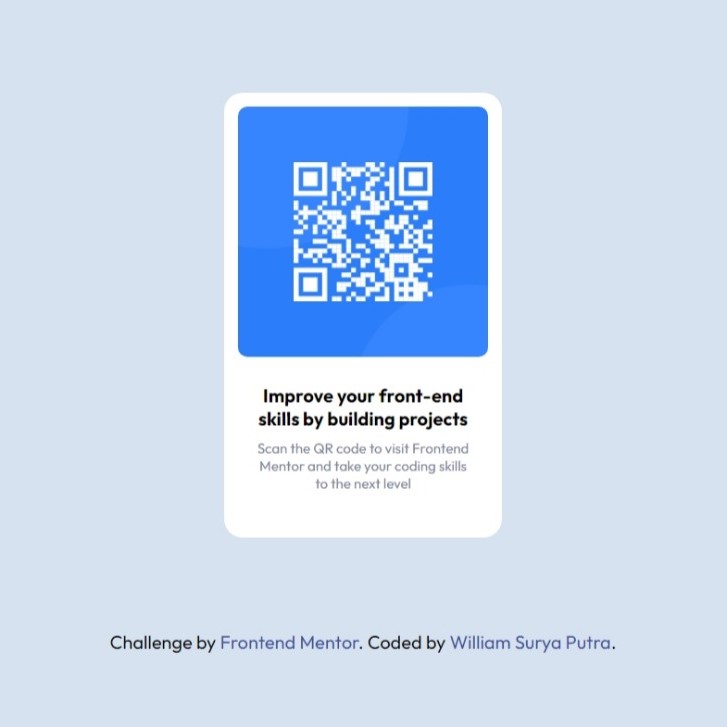 Improve your front-end
skills by building projects
Scan the QR code to visit Frontend
Mentor and take your coding skills
to the next level
Challenge by Frontend Mentor. Coded by William Surya Putra.